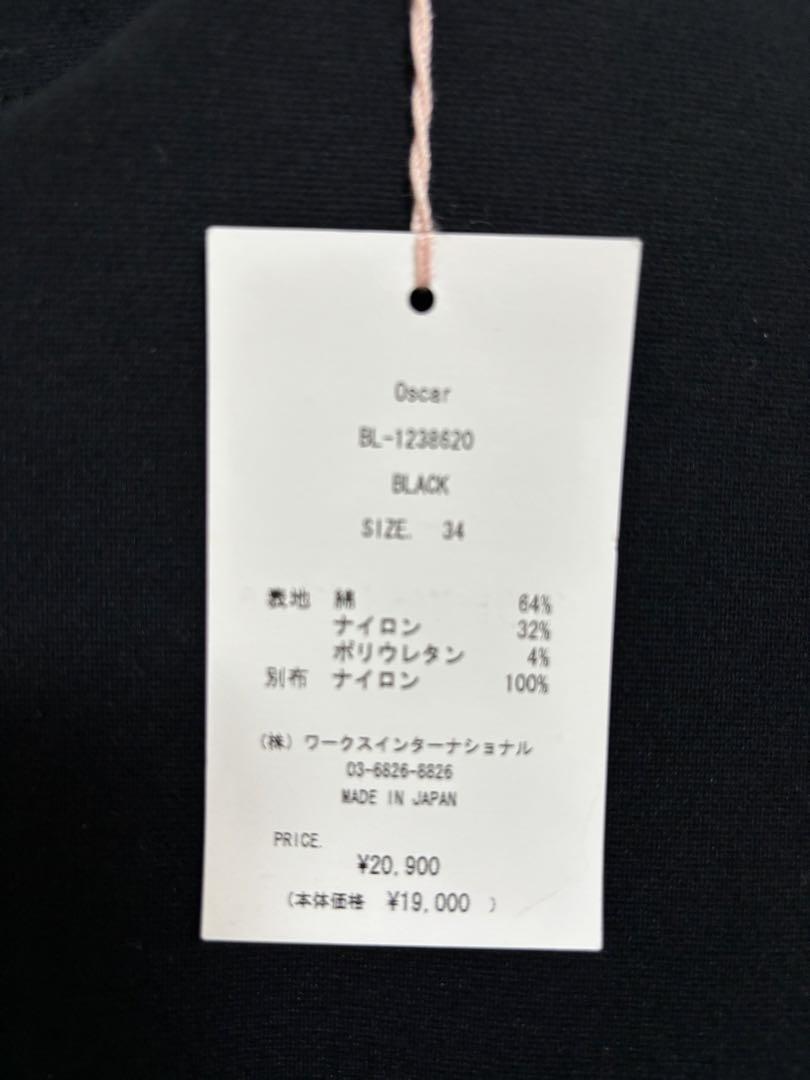 Oscar
BL-1238620
BLACK
SIZE. 34
表地 綿 64%
ナイロン 32%
ポリウレタン 4%
別布 ナイロン 100%
(株) ワークスインターナショナル
03-6826-8826
MADE IN JAPAN
PRICE.
¥20,900
(本体価格 ¥19,000 )